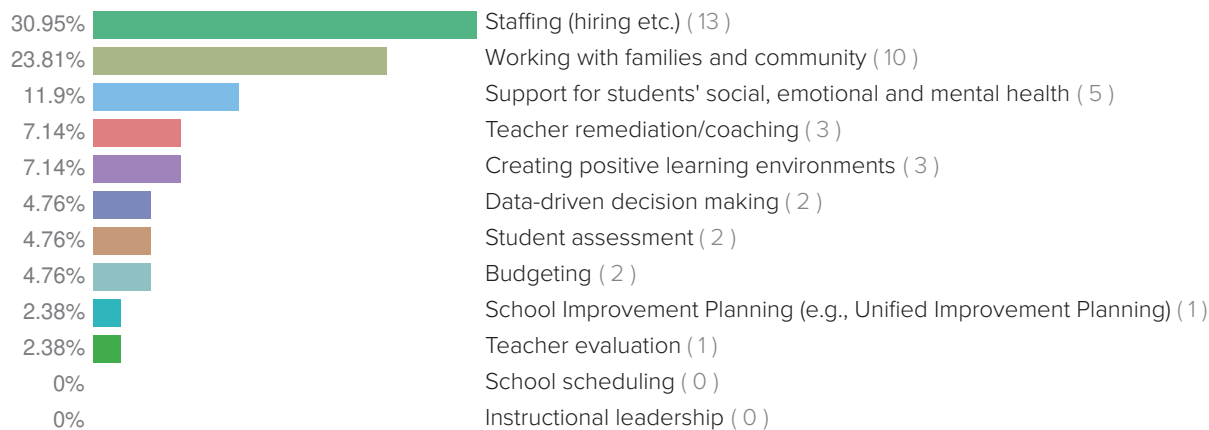 30.95% Staffing (hiring etc.) ( 13 )
23.81% Working with families and community ( 10 )
11.9% Support for students' social, emotional and mental health ( 5 )
7.14% Teacher remediation/coaching ( 3 )
7.14% Creating positive learning environments ( 3 )
4.76% Data-driven decision making ( 2 )
4.76% Student assessment ( 2 )
4.76% Budgeting ( 2 )
2.38% School Improvement Planning (e.g., Unified Improvement Planning) ( 1 )
2.38% Teacher evaluation ( 1 )
0% School scheduling ( 0 )
0% Instructional leadership ( 0 )